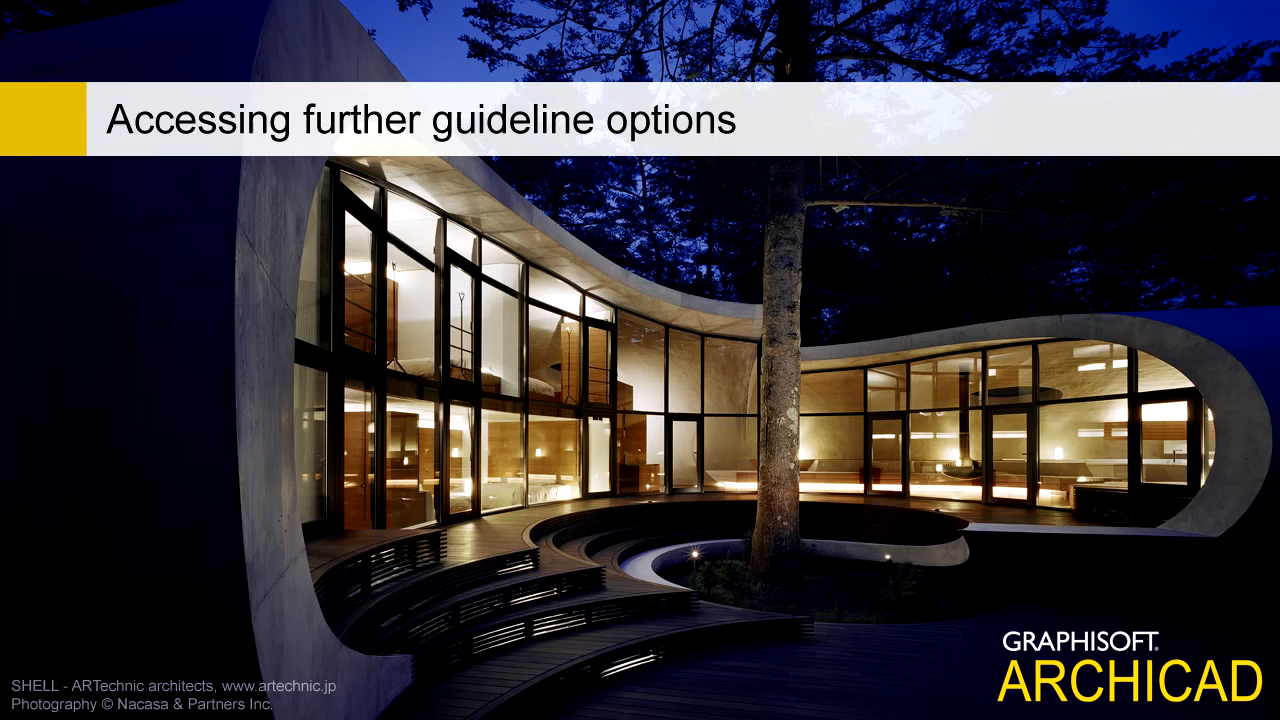 Accessing further guideline options
GRAPHISOFT®
ARCHICAD
SHELL - ARTechnic architects, www.artechnic.jp
Photography © Nacasa & Partners Inc.